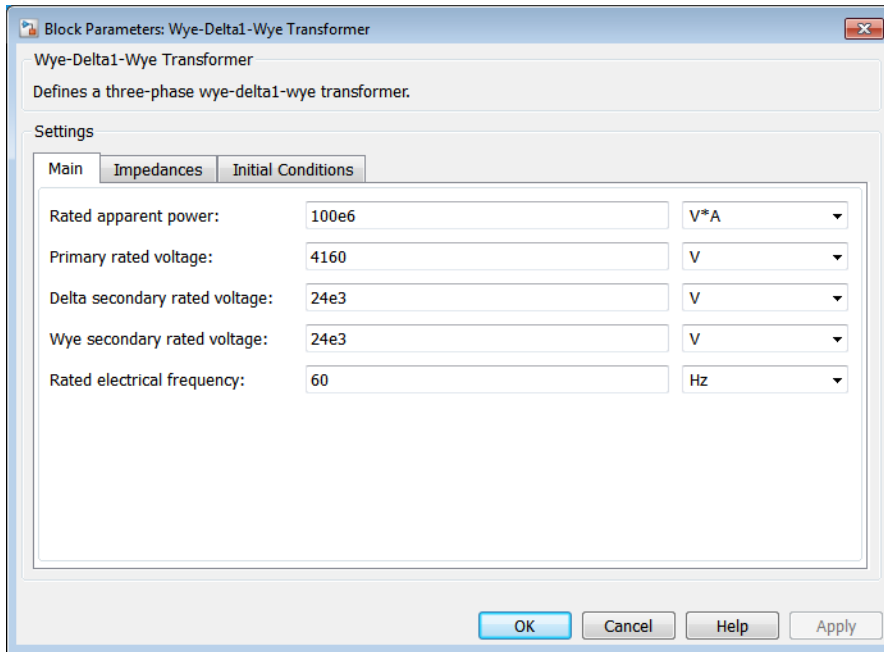 Block Parameters: Wye-Delta1-Wye Transformer
Wye-Delta1-Wye Transformer
Defines a three-phase wye-delta1-wye transformer.
Settings
Main Impedances Initial Conditions
Rated apparent power: 100e6 V*A
Primary rated voltage: 4160 V
Delta secondary rated voltage: 24e3 V
Wye secondary rated voltage: 24e3 V
Rated electrical frequency: 60 Hz
OK Cancel Help Apply